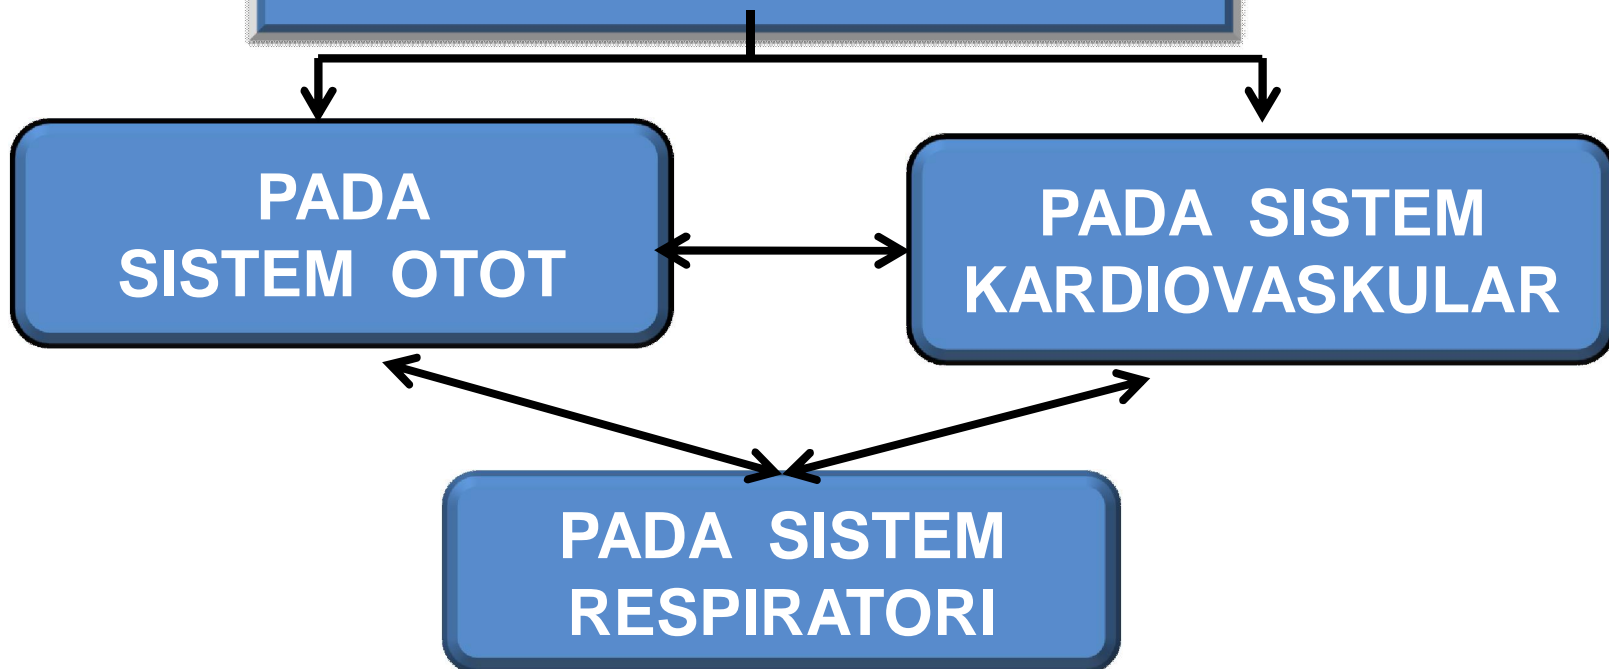 PADA
SISTEM OTOT
PADA SISTEM
KARDIOVASKULAR
PADA SISTEM
RESPIRATORI